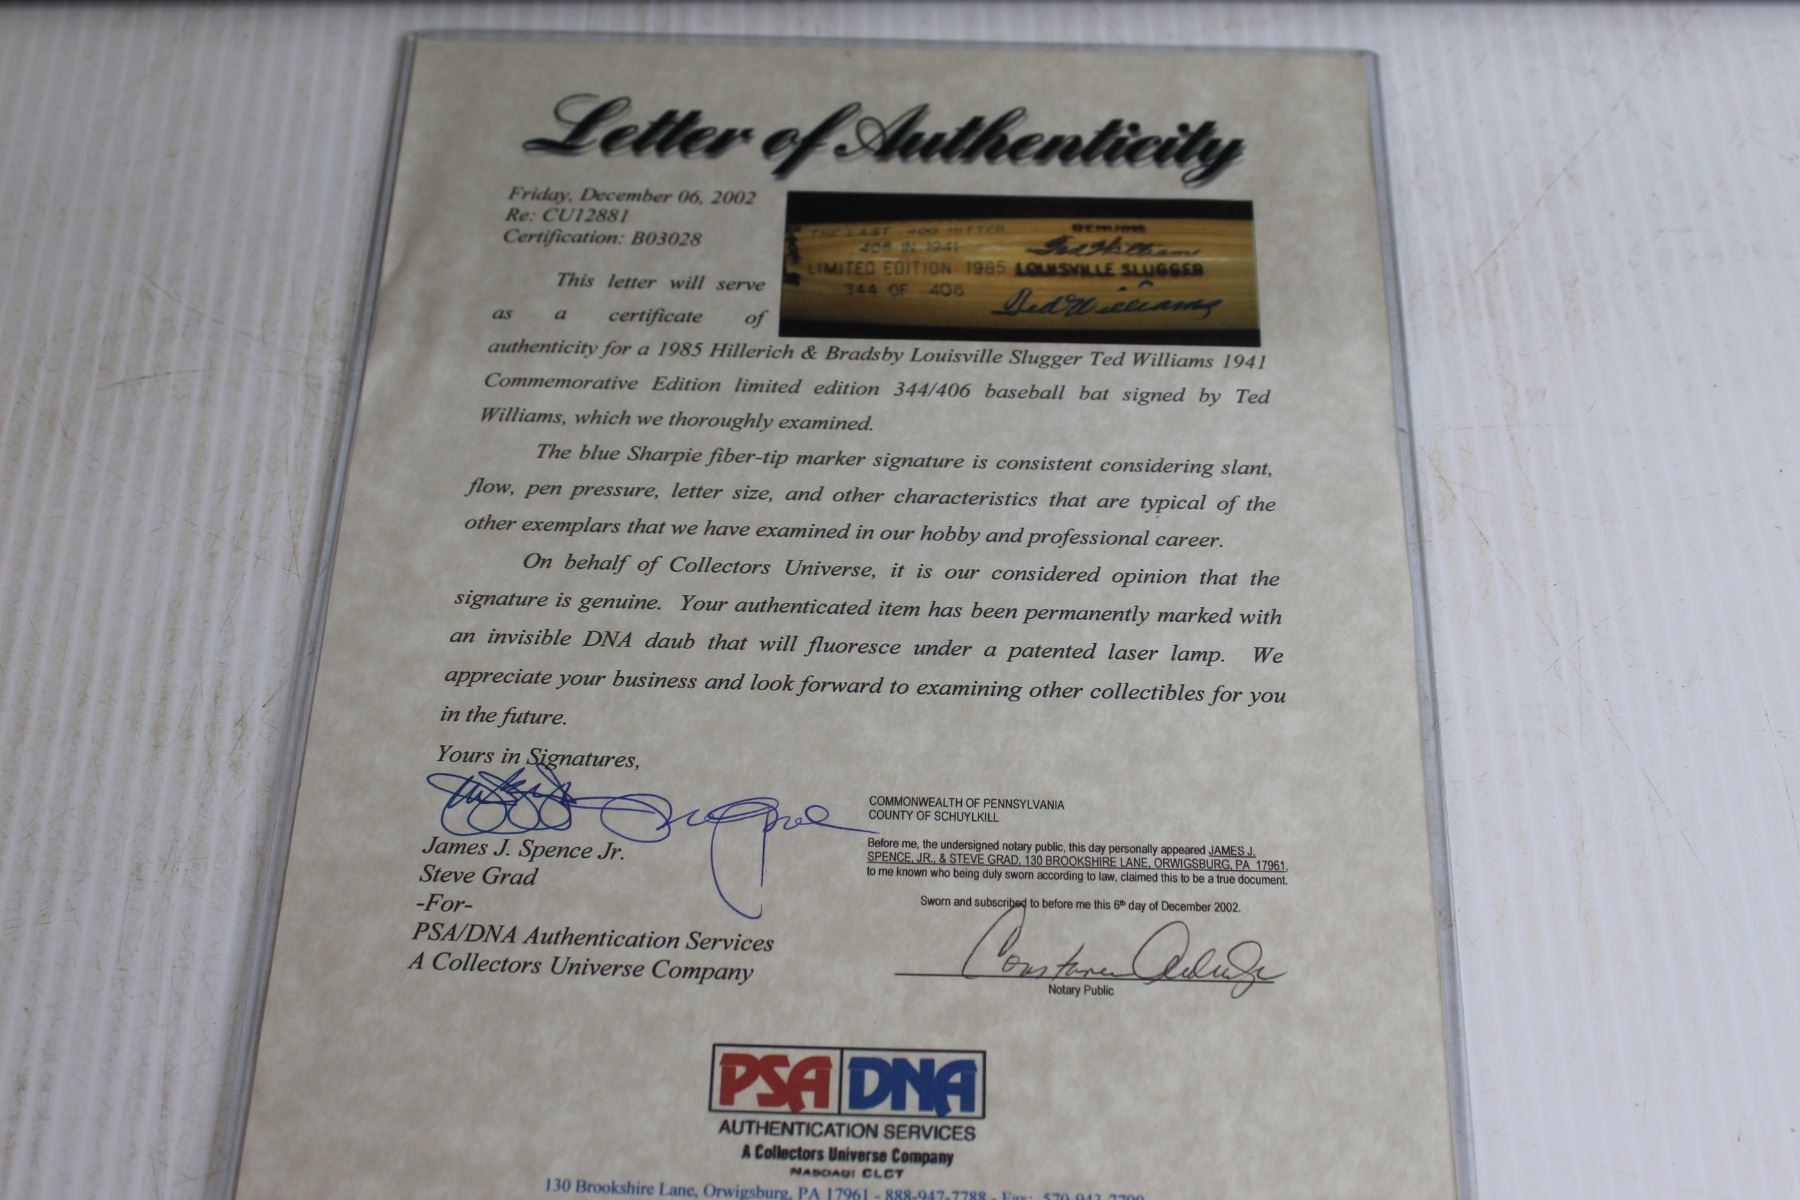 Letter of Authenticity
Friday, December 06, 2002
Re: CU12881
Certification: B03028
THE LAST .400 HITTER
.406 IN 1941
LIMITED EDITION 1985
344 OF 406
GENUINE
Ted Williams
LOUISVILLE SLUGGER
Ted Williams
This letter will serve
as a certificate of
authenticity for a 1985 Hillerich & Bradsby Louisville Slugger Ted Williams 1941
Commemorative Edition limited edition 344/406 baseball bat signed by Ted
Williams, which we thoroughly examined.
The blue Sharpie fiber-tip marker signature is consistent considering slant,
flow, pen pressure, letter size, and other characteristics that are typical of the
other exemplars that we have examined in our hobby and professional career.
On behalf of Collectors Universe, it is our considered opinion that the
signature is genuine. Your authenticated item has been permanently marked with
an invisible DNA daub that will fluoresce under a patented laser lamp. We
appreciate your business and look forward to examining other collectibles for you
in the future.
Yours in Signatures,
James J. Spence Jr.
Steve Grad
-For-
PSA/DNA Authentication Services
A Collectors Universe Company
COMMONWEALTH OF PENNSYLVANIA
COUNTY OF SCHUYLKILL
Before me, the undersigned notary public, this day personally appeared JAMES J.
SPENCE, JR., & STEVE GRAD, 130 BROOKSHIRE LANE, ORWIGSBURG, PA 17961,
to me known who being duly sworn according to law, claimed this to be a true document.
Sworn and subscribed to before me this 6th day of December 2002.
Notary Public
PSA DNA
AUTHENTICATION SERVICES
A Collectors Universe Company
NASDAQ: CLCT
130 Brookshire Lane, Orwigsburg, PA 17961 - 888-947-7788 - Fax: